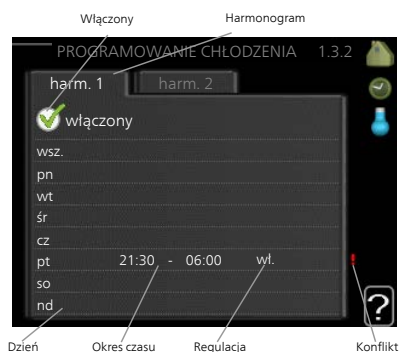 Włączony
Harmonogram
PROGRAMOWANIE CHŁODZENIA 1.3.2
harm. 1
harm. 2
włączony
wsz.
pn
wt
śr
cz
pt 21:30 - 06:00 wł. !
so
nd
?
Dzień
Okres czasu
Regulacja
Konflikt